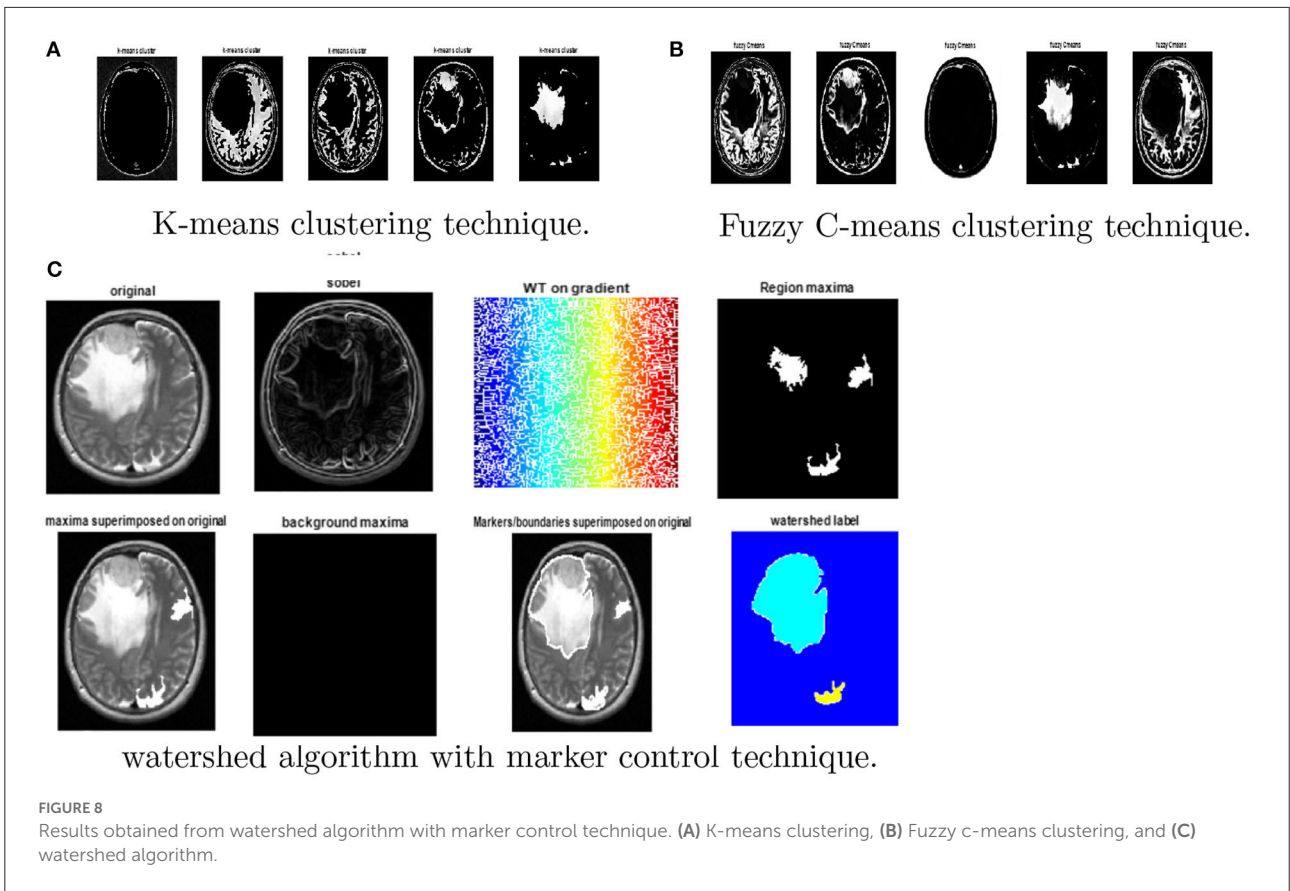 A
k-means cluster k-means cluster k-means cluster k-means cluster k-means cluster
B
fuzzy Cmeans fuzzy Cmeans fuzzy Cmeans fuzzy Cmeans fuzzy Cmeans
K-means clustering technique.
Fuzzy C-means clustering technique.
C
original
sobel
WT on gradient
Region maxima
maxima superimposed on original
background maxima
Markers/boundaries superimposed on original
watershed label
watershed algorithm with marker control technique.
FIGURE 8
Results obtained from watershed algorithm with marker control technique. (A) K-means clustering, (B) Fuzzy c-means clustering, and (C)
watershed algorithm.